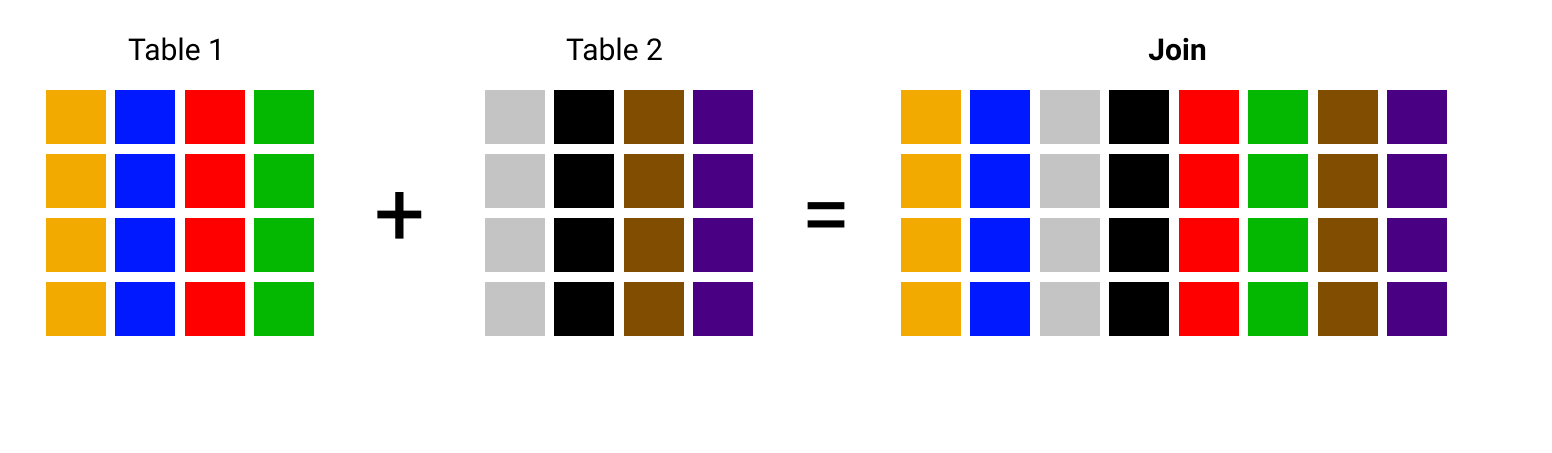 Table 1
Table 2
Join
+
=